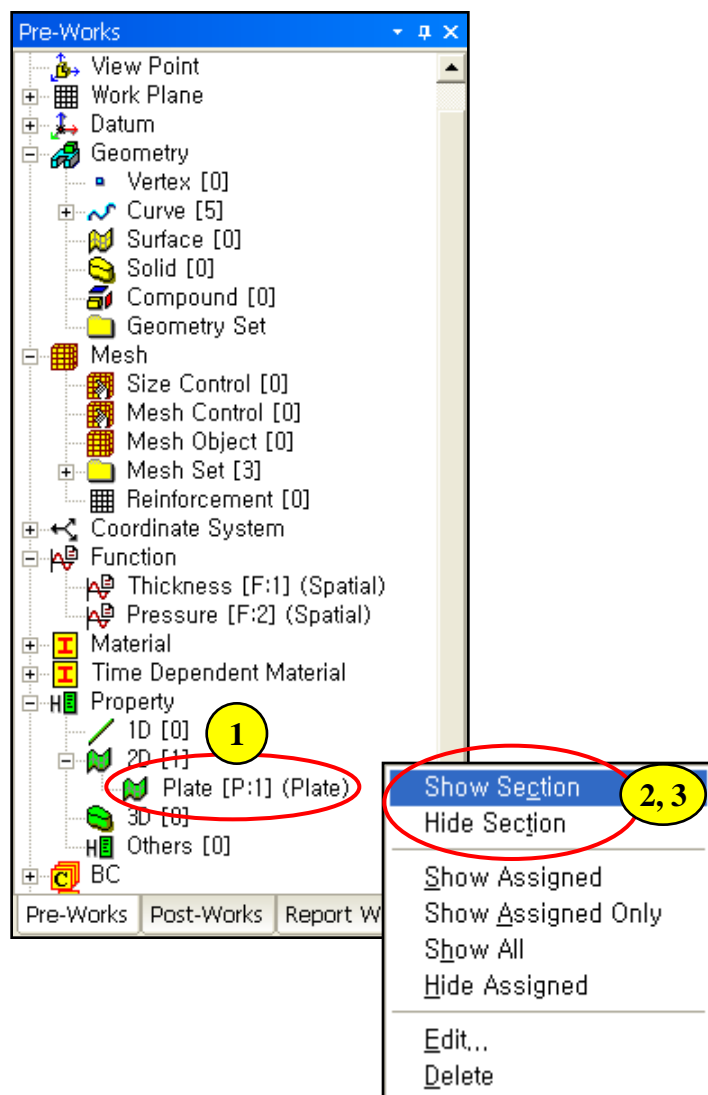 Pre-Works
View Point
Work Plane
Datum
Geometry
Vertex [0]
Curve [5]
Surface [0]
Solid [0]
Compound [0]
Geometry Set
Mesh
Size Control [0]
Mesh Control [0]
Mesh Object [0]
Mesh Set [3]
Reinforcement [0]
Coordinate System
Function
Thickness [F:1] (Spatial)
Pressure [F:2] (Spatial)
Material
Time Dependent Material
Property
1D [0]
1
2D [1]
Plate [P:1] (Plate)
3D [0]
Others [0]
BC
Pre-Works Post-Works Report W
Show Section
2, 3
Hide Section
Show Assigned
Show Assigned Only
Show All
Hide Assigned
Edit...
Delete